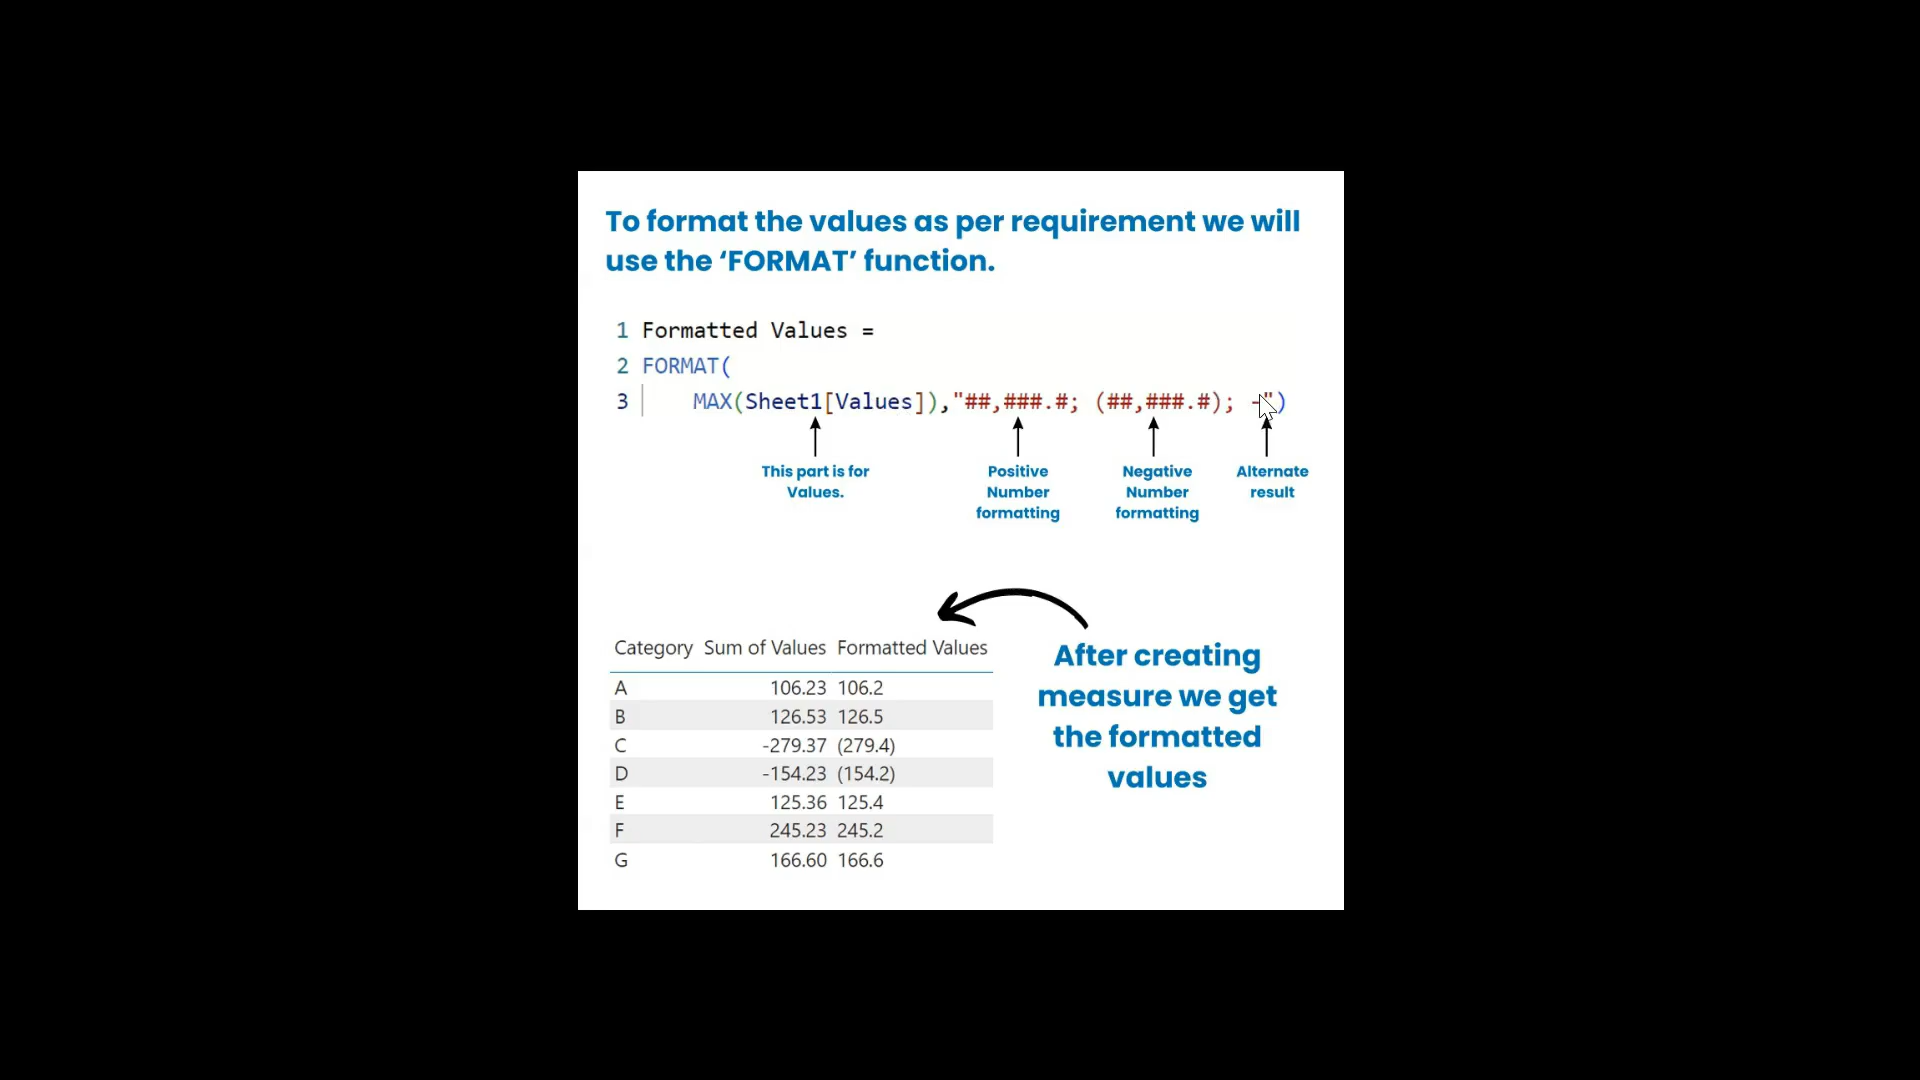 To format the values as per requirement we will
use the ‘FORMAT’ function.
1 Formatted Values =
2 FORMAT(
3 MAX(Sheet1[Values]),"##,###.#; (##,###.#); -")
This part is for
Values.
Positive
Number
formatting
Negative
Number
formatting
Alternate
result
Category Sum of Values Formatted Values
A 106.23 106.2
B 126.53 126.5
C -279.37 (279.4)
D -154.23 (154.2)
E 125.36 125.4
F 245.23 245.2
G 166.60 166.6
After creating
measure we get
the formatted
values